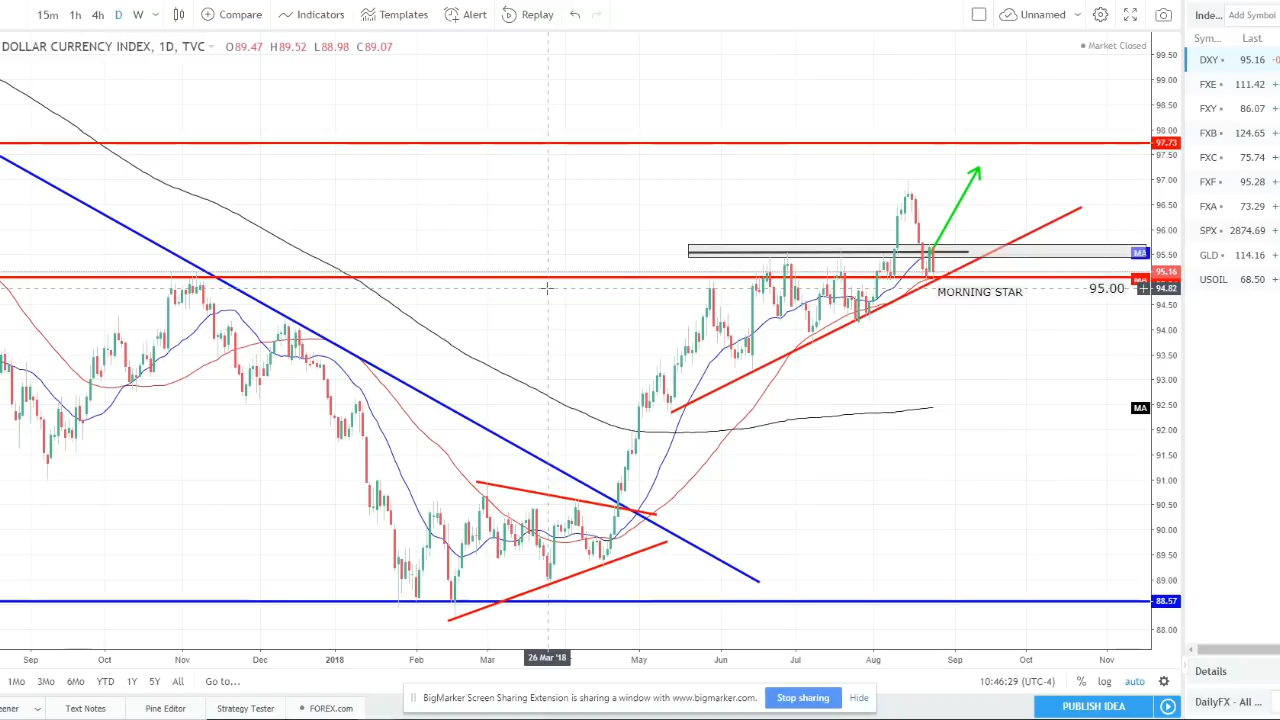 15m 1h 4h D W Compare Indicators Templates Alert Replay Unnamed
DOLLAR CURRENCY INDEX, 1D, TVC O89.47 H89.52 L88.98 C89.07
Market Closed
99.50
99.00
98.50
98.00
97.73
97.50
97.00
96.50
96.00
95.50
MA
95.16
95.00
94.82
MORNING STAR
94.50
94.00
93.50
93.00
92.50
MA
92.00
91.50
91.00
90.50
90.00
89.50
89.00
88.57
88.00
Sep Oct Nov Dec 2018 Feb Mar 26 Mar '18 May Jun Jul Aug Sep Oct Nov
1Mo 3Mo 6Mo YTD 1Y 5Y All Go to... 10:46:29 (UTC-4) % log auto
BigMarker Screen Sharing Extension is sharing a window with www.bigmarker.com. Stop sharing Hide
Pine Editor Strategy Tester FOREX.com PUBLISH IDEA
Inde... Add Symbol
Sym... Last
DXY 95.16
FXE 111.42
FXY 86.07
FXB 124.65
FXC 75.74
FXF 95.28
FXA 73.29
SPX 2874.69
GLD 114.16
USOIL 68.50
Details
DailyFX - All ...